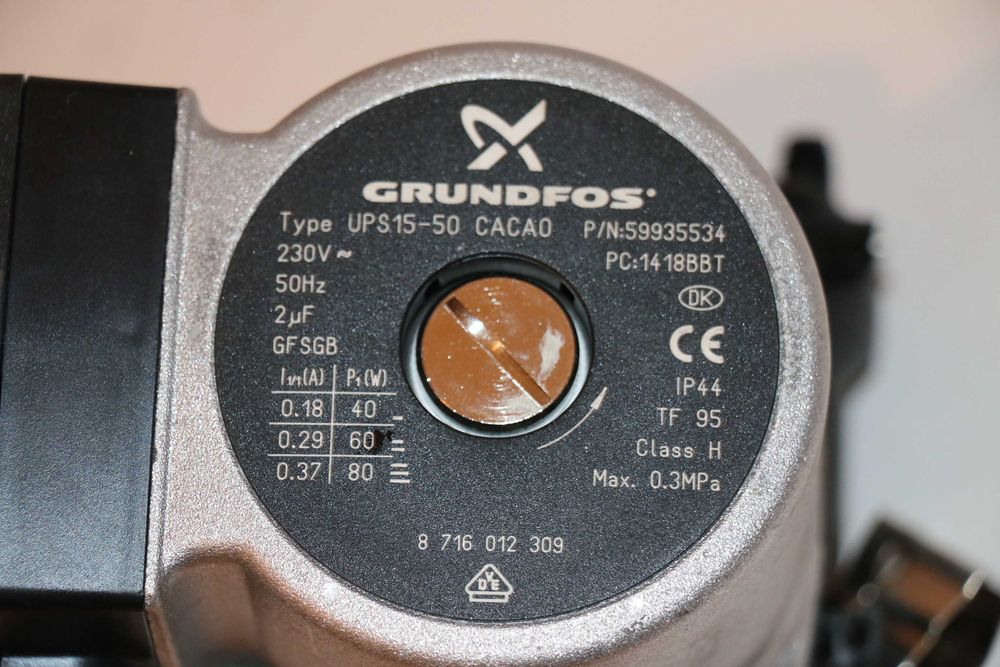 GRUNDFOS
Type UPS15-50 CACAO P/N:59935534
230V ~ PC:1418BBT
50Hz
2µF DK
GFSGB CE
I₁/₁(A) P₁(W) IP44
0.18 40 TF 95
0.29 60 Class H
0.37 80 Max. 0.3MPa
8 716 012 309
VDE